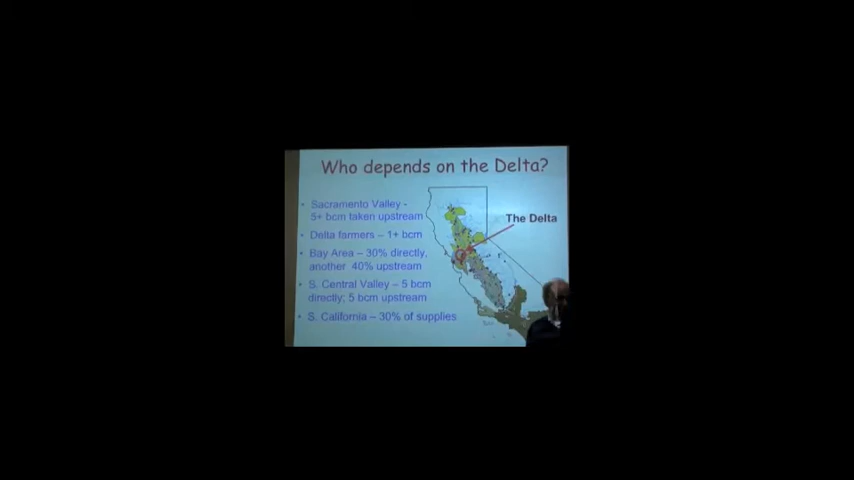 Who depends on the Delta?
• Sacramento Valley -
5+ bcm taken upstream
• Delta farmers – 1+ bcm
• Bay Area – 30% directly,
another 40% upstream
• S. Central Valley – 5 bcm
directly; 5 bcm upstream
• S. California – 30% of supplies
The Delta